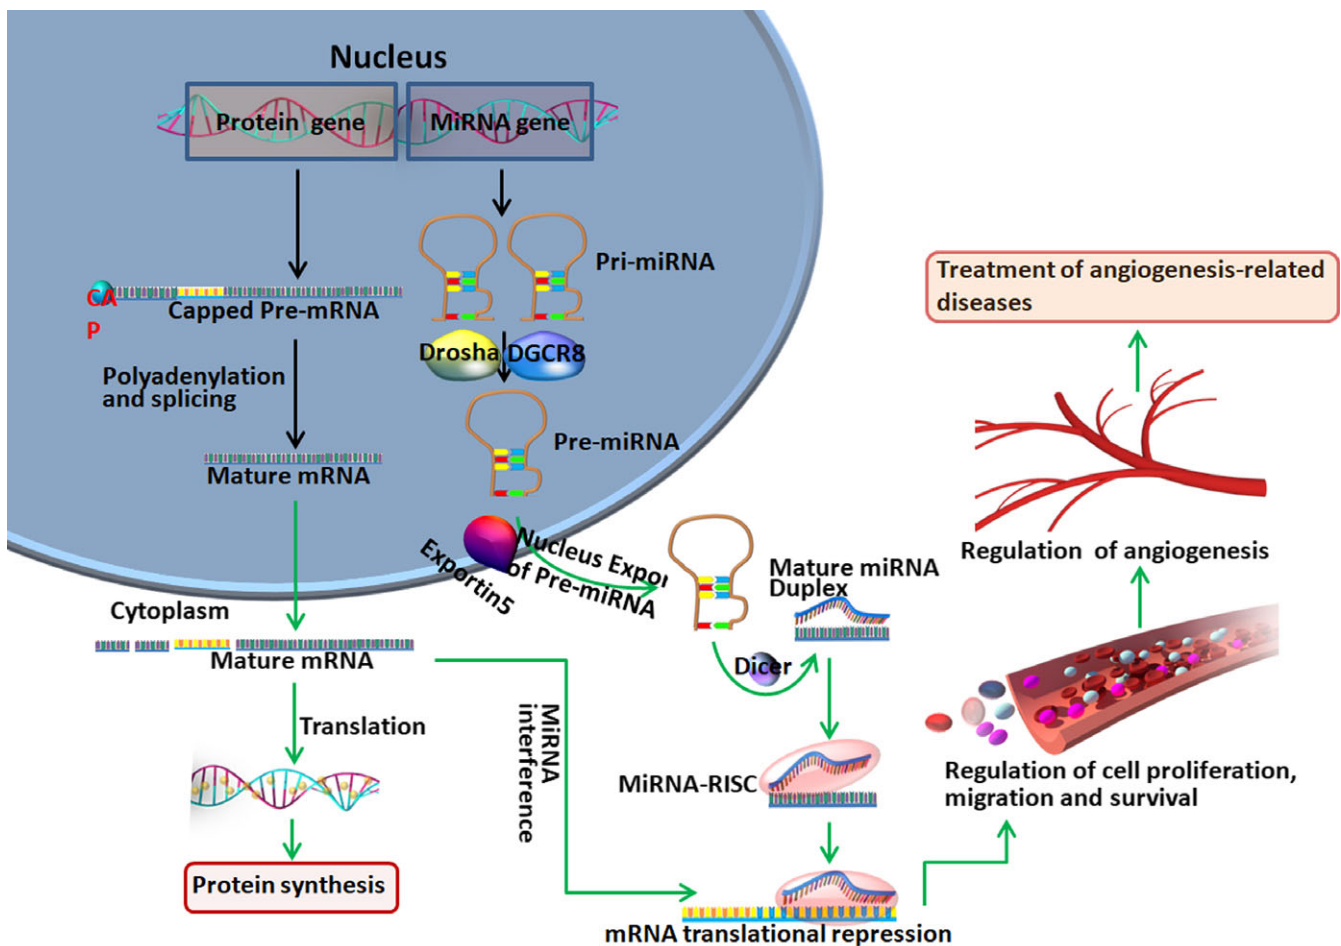 Nucleus
Protein gene
MiRNA gene
Pri-miRNA
CA
P
Capped Pre-mRNA
Drosha
DGCR8
Polyadenylation
and splicing
Pre-miRNA
Mature mRNA
Exportin5
Nucleus Expor
of Pre-miRNA
Cytoplasm
Mature mRNA
Mature miRNA
Duplex
Dicer
Translation
MiRNA
interference
MiRNA-RISC
Protein synthesis
mRNA translational repression
Treatment of angiogenesis-related
diseases
Regulation of angiogenesis
Regulation of cell proliferation,
migration and survival